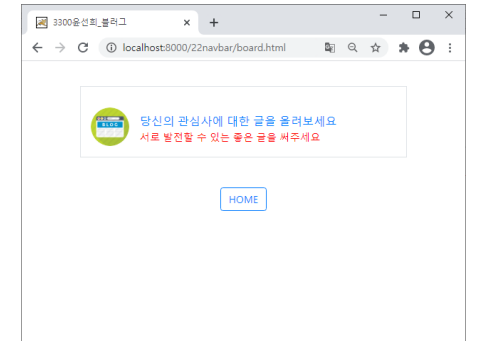 3300윤선희_블러그
localhost:8000/22navbar/board.html
BLOG
당신의 관심사에 대한 글을 올려보세요
서로 발전할 수 있는 좋은 글을 써주세요
HOME